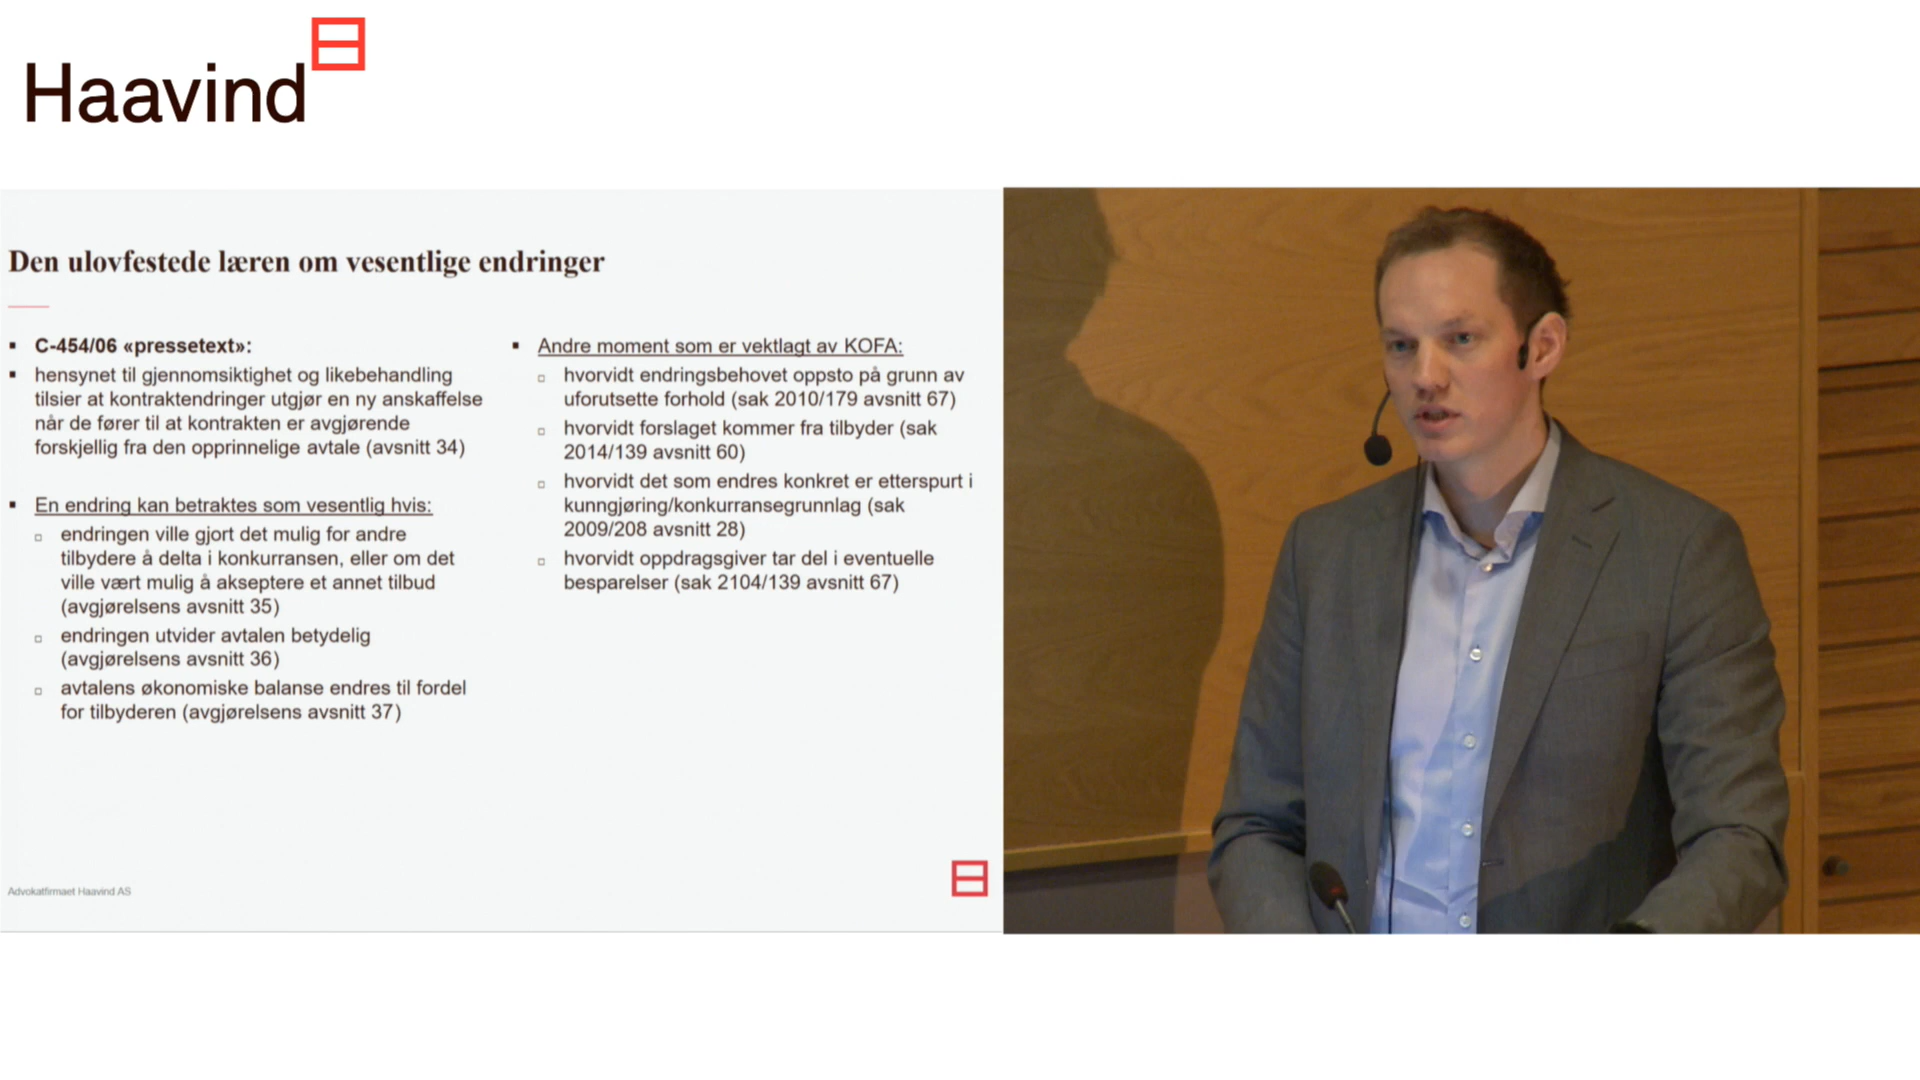 Haavind
Den ulovfestede læren om vesentlige endringer
▪ C-454/06 «pressetext»:
▪ hensynet til gjennomsiktighet og likebehandling
tilsier at kontraktendringer utgjør en ny anskaffelse
når de fører til at kontrakten er avgjørende
forskjellig fra den opprinnelige avtale (avsnitt 34)
▪ En endring kan betraktes som vesentlig hvis:
▫ endringen ville gjort det mulig for andre
tilbydere å delta i konkurransen, eller om det
ville vært mulig å akseptere et annet tilbud
(avgjørelsens avsnitt 35)
▫ endringen utvider avtalen betydelig
(avgjørelsens avsnitt 36)
▫ avtalens økonomiske balanse endres til fordel
for tilbyderen (avgjørelsens avsnitt 37)
▪ Andre moment som er vektlagt av KOFA:
▫ hvorvidt endringsbehovet oppsto på grunn av
uforutsette forhold (sak 2010/179 avsnitt 67)
▫ hvorvidt forslaget kommer fra tilbyder (sak
2014/139 avsnitt 60)
▫ hvorvidt det som endres konkret er etterspurt i
kunngjøring/konkurransegrunnlag (sak
2009/208 avsnitt 28)
▫ hvorvidt oppdragsgiver tar del i eventuelle
besparelser (sak 2104/139 avsnitt 67)
Advokatfirmaet Haavind AS